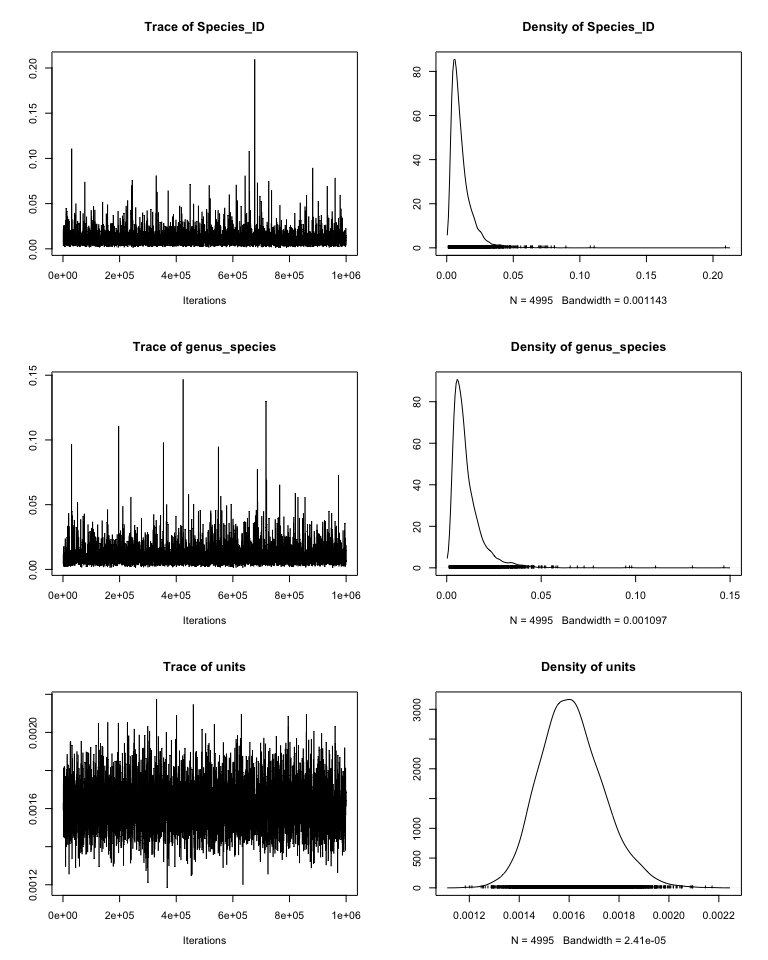 Trace of Species_ID
0.00 0.05 0.10 0.15 0.20
0e+00 2e+05 4e+05 6e+05 8e+05 1e+06
Iterations
Density of Species_ID
0 20 40 60 80
0.00 0.05 0.10 0.15 0.20
N = 4995 Bandwidth = 0.001143
Trace of genus_species
0.00 0.05 0.10 0.15
0e+00 2e+05 4e+05 6e+05 8e+05 1e+06
Iterations
Density of genus_species
0 20 40 60 80
0.00 0.05 0.10 0.15
N = 4995 Bandwidth = 0.001097
Trace of units
0.0012 0.0016 0.0020
0e+00 2e+05 4e+05 6e+05 8e+05 1e+06
Iterations
Density of units
0 500 1000 2000 3000
0.0012 0.0014 0.0016 0.0018 0.0020 0.0022
N = 4995 Bandwidth = 2.41e-05